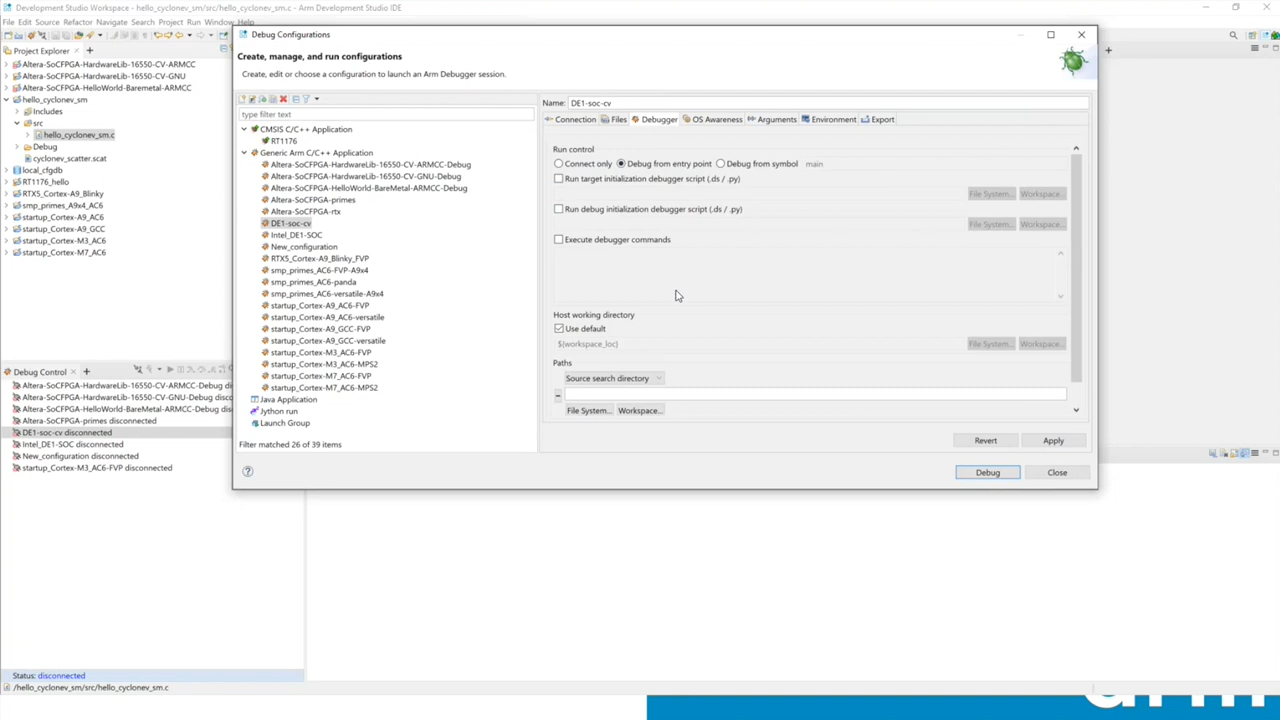 Development Studio Workspace - hello_cyclonev_sm/src/hello_cyclonev_sm.c - Arm Development Studio IDE
File Edit Source Refactor Navigate Search Project Run Window Help
Project Explorer
Altera-SoCFPGA-HardwareLib-16550-CV-ARMCC
Altera-SoCFPGA-HardwareLib-16550-CV-GNU
Altera-SoCFPGA-HelloWorld-Baremetal-ARMCC
hello_cyclonev_sm
Includes
src
hello_cyclonev_sm.c
Debug
cyclonev_scatter.scat
local_cfgdb
RT1176_hello
RTX5_Cortex-A9_Blinky
smp_primes_A9x4_AC6
startup_Cortex-A9_AC6
startup_Cortex-A9_GCC
startup_Cortex-M3_AC6
startup_Cortex-M7_AC6
Debug Control
Altera-SoCFPGA-HardwareLib-16550-CV-ARMCC-Debug di
Altera-SoCFPGA-HardwareLib-16550-CV-GNU-Debug disco
Altera-SoCFPGA-HelloWorld-BareMetal-ARMCC-Debug disc
Altera-SoCFPGA-primes disconnected
DE1-soc-cv disconnected
Intel_DE1-SOC disconnected
New_configuration disconnected
startup_Cortex-M3_AC6-FVP disconnected
Status: disconnected
/hello_cyclonev_sm/src/hello_cyclonev_sm.c
Debug Configurations
Create, manage, and run configurations
Create, edit or choose a configuration to launch an Arm Debugger session.
type filter text
CMSIS C/C++ Application
RT1176
Generic Arm C/C++ Application
Altera-SoCFPGA-HardwareLib-16550-CV-ARMCC-Debug
Altera-SoCFPGA-HardwareLib-16550-CV-GNU-Debug
Altera-SoCFPGA-HelloWorld-BareMetal-ARMCC-Debug
Altera-SoCFPGA-primes
Altera-SoCFPGA-rtx
DE1-soc-cv
Intel_DE1-SOC
New_configuration
RTX5_Cortex-A9_Blinky_FVP
smp_primes_AC6-FVP-A9x4
smp_primes_AC6-panda
smp_primes_AC6-versatile-A9x4
startup_Cortex-A9_AC6-FVP
startup_Cortex-A9_AC6-versatile
startup_Cortex-A9_GCC-FVP
startup_Cortex-A9_GCC-versatile
startup_Cortex-M3_AC6-FVP
startup_Cortex-M3_AC6-MPS2
startup_Cortex-M7_AC6-FVP
startup_Cortex-M7_AC6-MPS2
Java Application
Jython run
Launch Group
Filter matched 26 of 39 items
Name: DE1-soc-cv
Connection Files Debugger OS Awareness Arguments Environment Export
Run control
Connect only Debug from entry point Debug from symbol main
Run target initialization debugger script (.ds / .py)
File System... Workspace...
Run debug initialization debugger script (.ds / .py)
File System... Workspace...
Execute debugger commands
Host working directory
Use default
${workspace_loc} File System... Workspace...
Paths
Source search directory
File System... Workspace...
Revert Apply
Debug Close